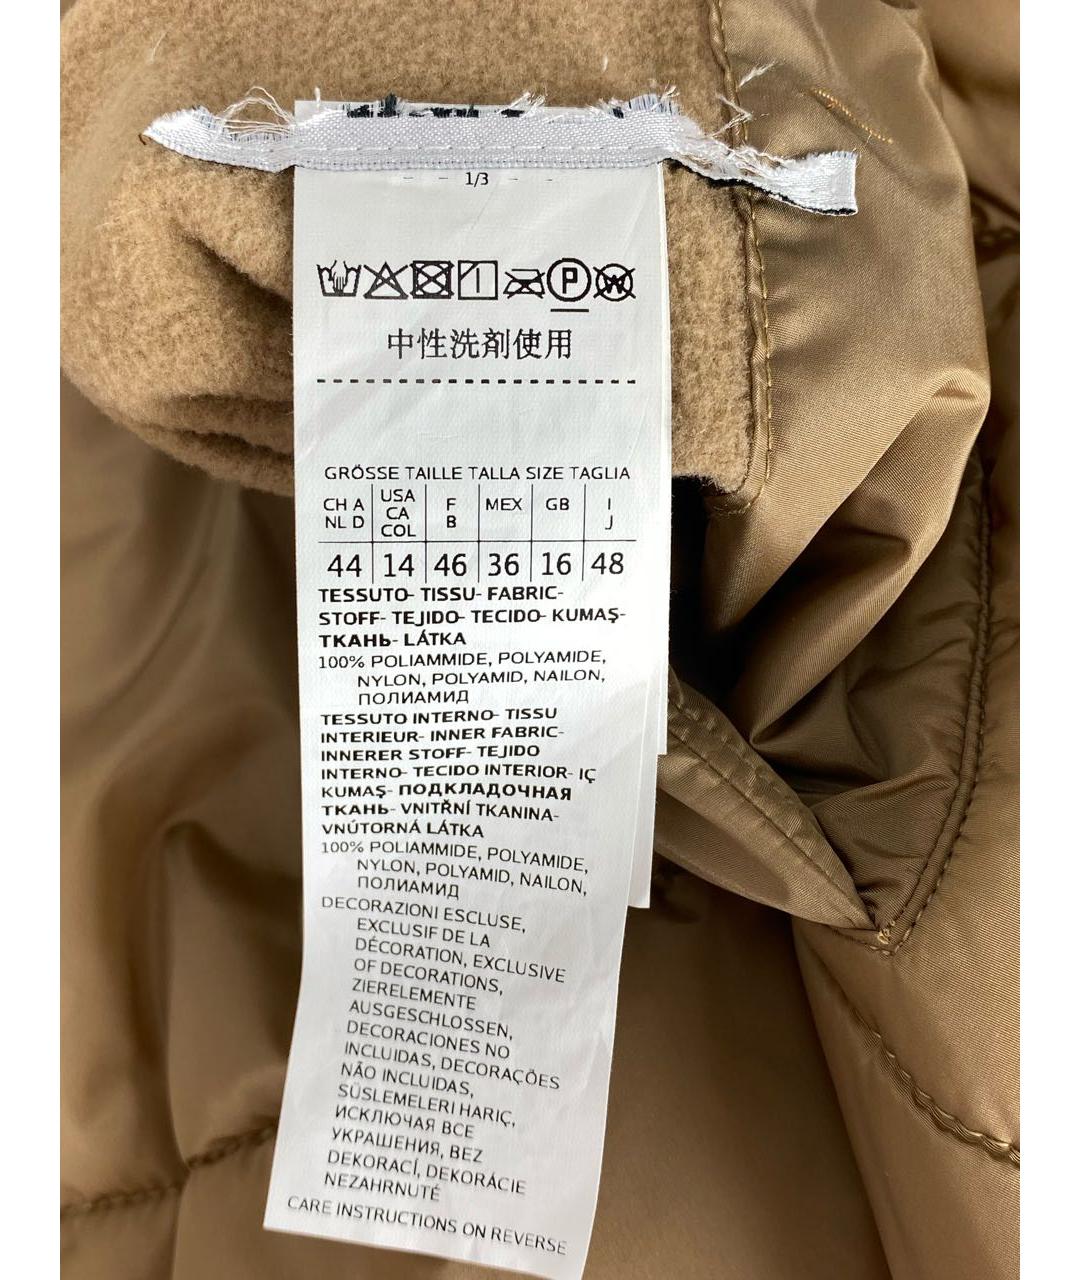 1/3
中性洗剤使用
GRÖSSE TAILLE TALLA SIZE TAGLIA
CH A NL D USA CA COL F B MEX GB I J
44 14 46 36 16 48
TESSUTO- TISSU- FABRIC-
STOFF- TEJIDO- TECIDO- KUMAŞ-
ТКАНЬ- LÁTKA
100% POLIAMMIDE, POLYAMIDE,
NYLON, POLYAMID, NAILON,
ПОЛИАМИД
TESSUTO INTERNO- TISSU
INTERIEUR- INNER FABRIC-
INNERER STOFF- TEJIDO
INTERNO- TECIDO INTERIOR- IÇ
KUMAŞ- ПОДКЛАДОЧНАЯ
ТКАНЬ- VNITŘNÍ TKANINA-
VNÚTORNÁ LÁTKA
100% POLIAMMIDE, POLYAMIDE,
NYLON, POLYAMID, NAILON,
ПОЛИАМИД
DECORAZIONI ESCLUSE,
EXCLUSIF DE LA
DÉCORATION, EXCLUSIVE
OF DECORATIONS,
ZIERELEMENTE
AUSGESCHLOSSEN,
DECORACIONES NO
INCLUIDAS, DECORAÇÕES
NÃO INCLUIDAS,
SÜSLEMELERI HARIÇ,
ИСКЛЮЧАЯ ВСЕ
УКРАШЕНИЯ, BEZ
DEKORACÍ, DEKORÁCIE
NEZAHRNUTÉ
CARE INSTRUCTIONS ON REVERSE